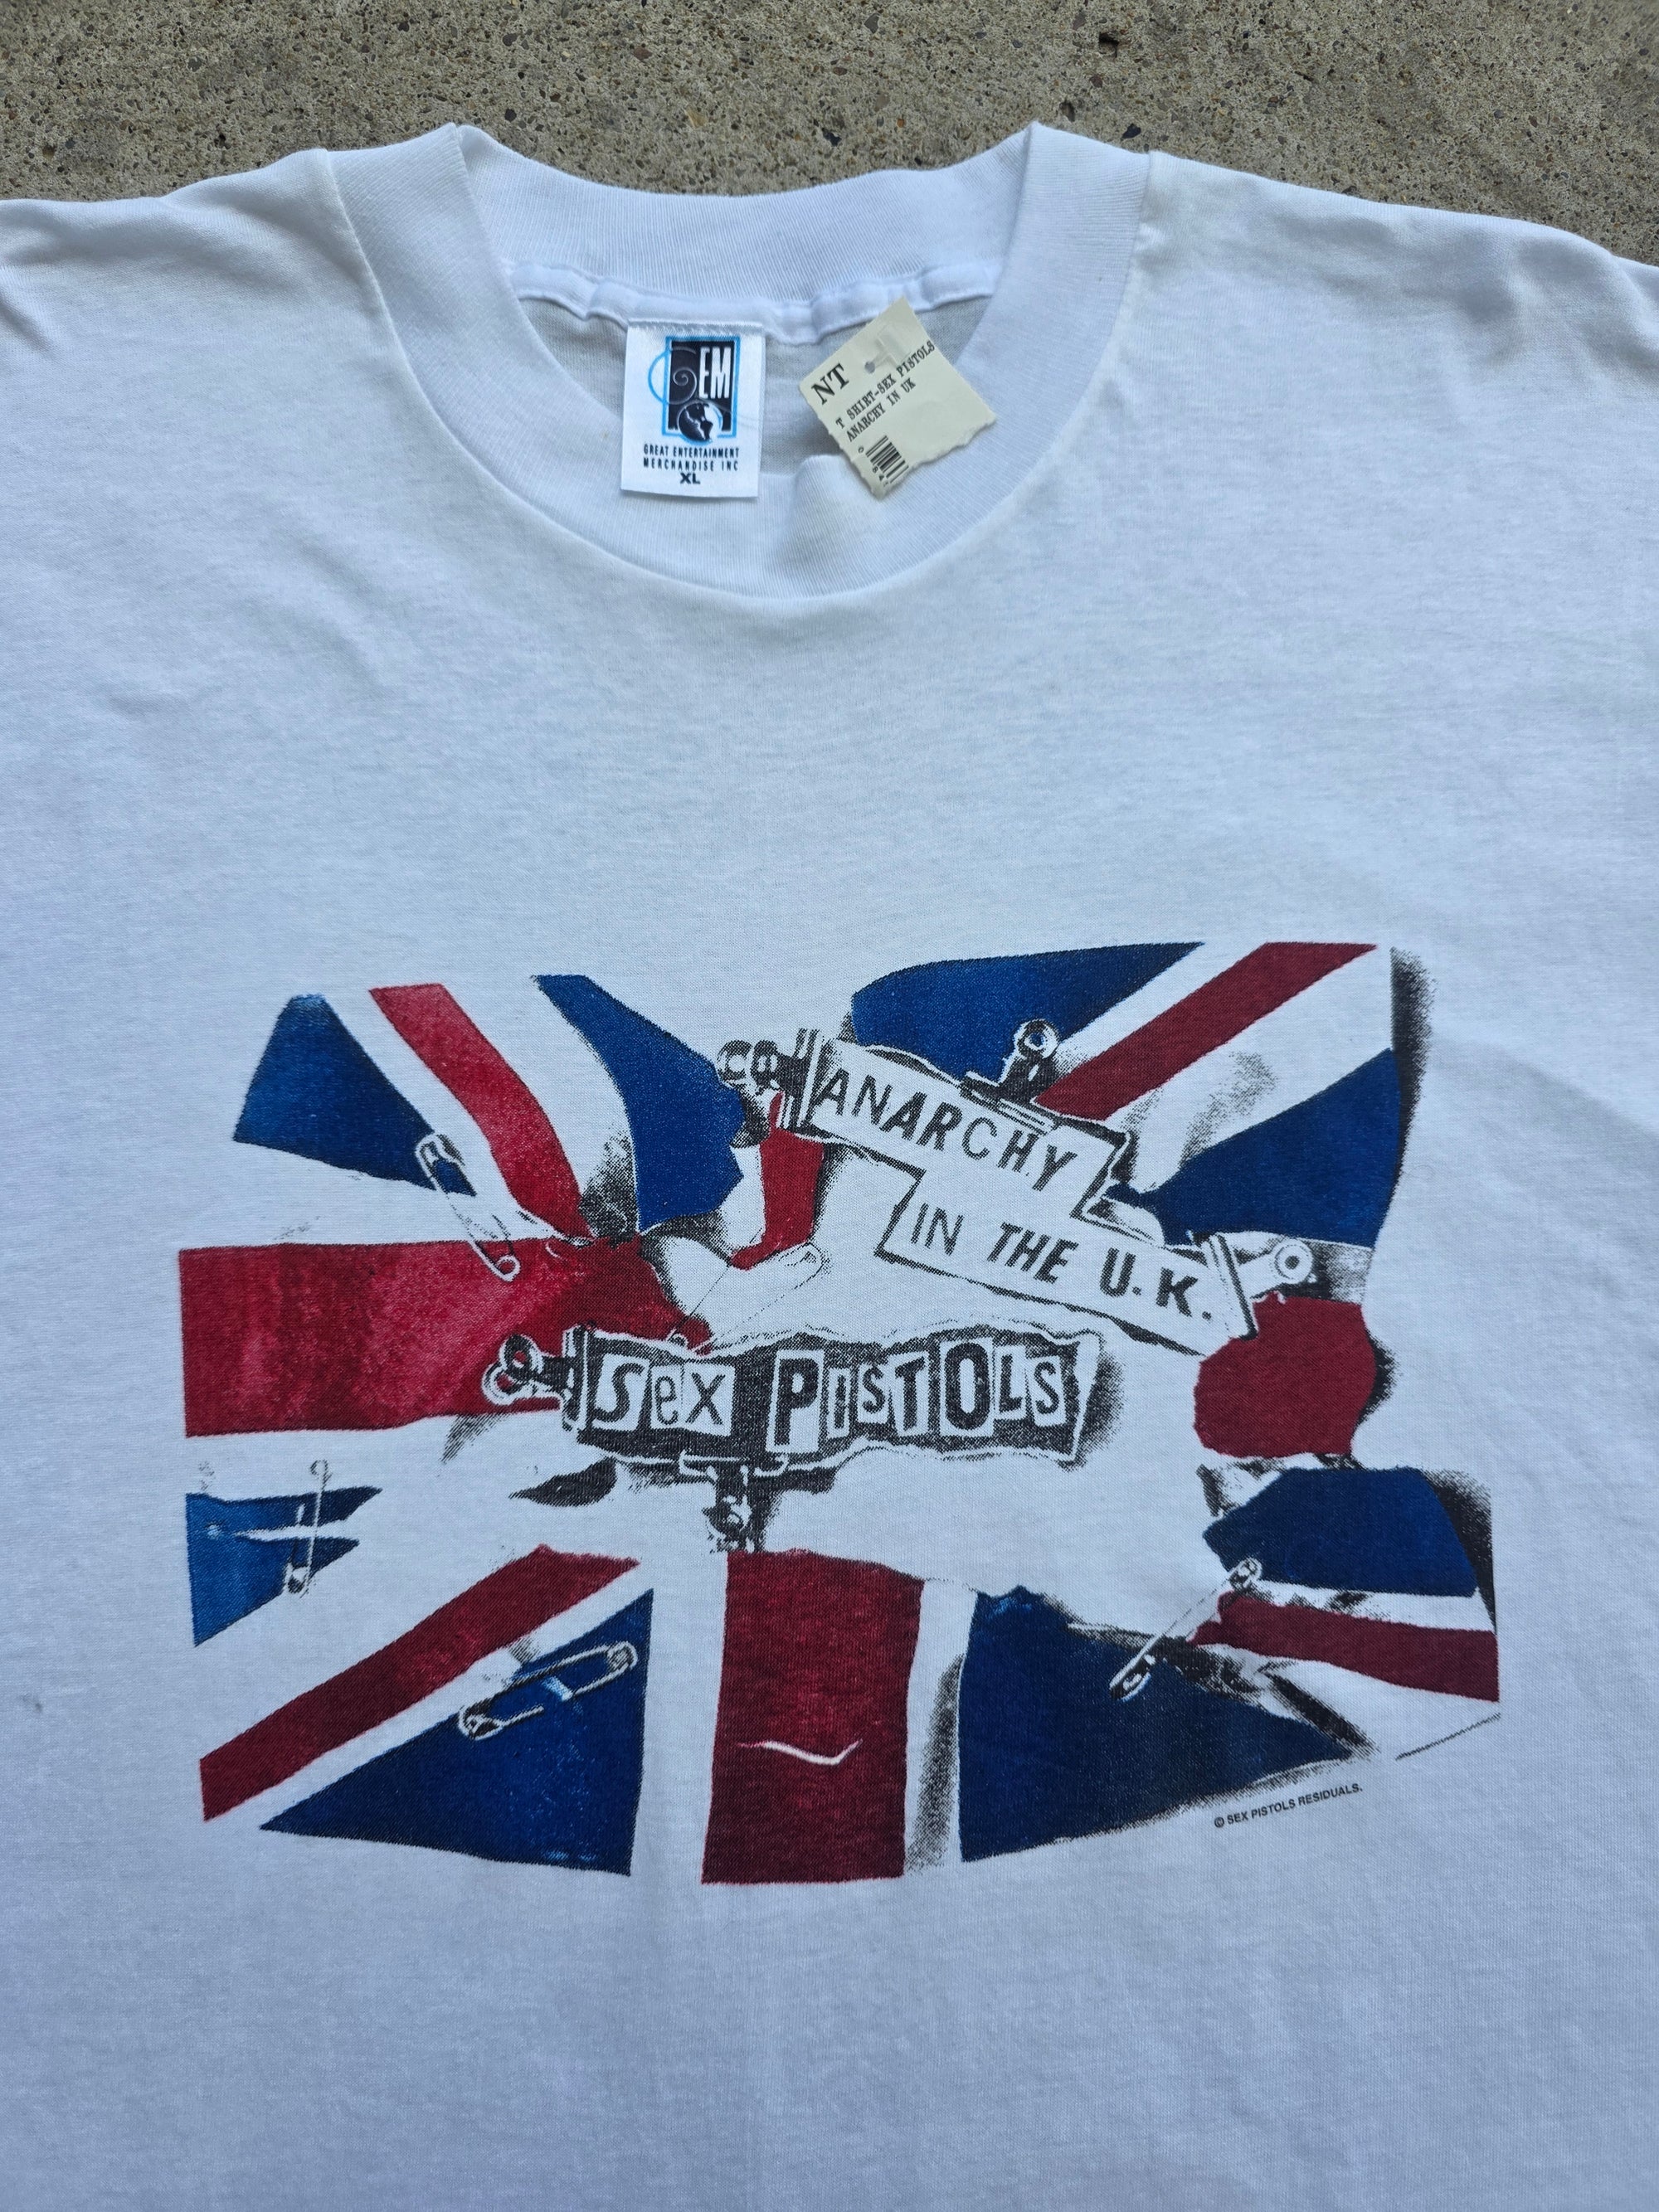 GEM
GREAT ENTERTAINMENT
MERCHANDISE INC
XL
NT
T SHIRT-SEX PISTOLS
ANARCHY IN UK
ANARCHY
IN THE U.K.
SeX PiSTOLS
© SEX PISTOLS RESIDUALS.